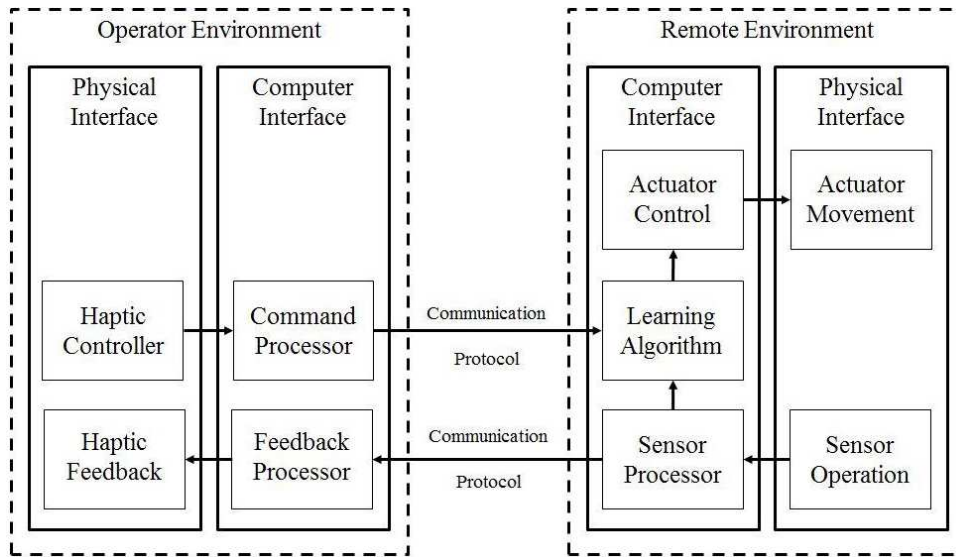 Operator Environment
Remote Environment
Physical
Interface
Computer
Interface
Computer
Interface
Physical
Interface
Actuator
Control
Actuator
Movement
Haptic
Controller
Command
Processor
Communication
Protocol
Learning
Algorithm
Haptic
Feedback
Feedback
Processor
Communication
Protocol
Sensor
Processor
Sensor
Operation